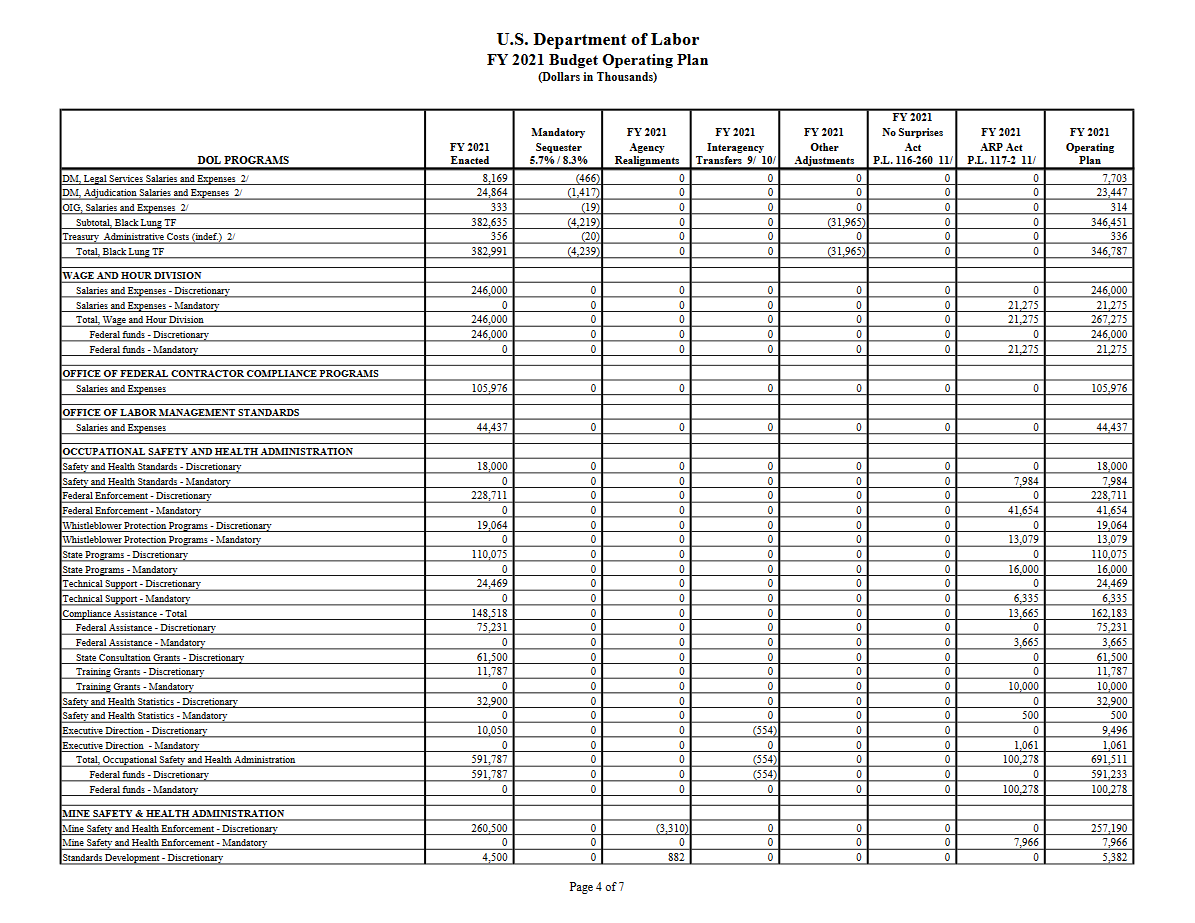 U.S. Department of Labor
FY 2021 Budget Operating Plan
(Dollars in Thousands)
DOL PROGRAMS FY 2021 Enacted Mandatory Sequester 5.7% / 8.3% FY 2021 Agency Realignments FY 2021 Interagency Transfers 9/ 10/ FY 2021 Other Adjustments FY 2021 No Surprises Act P.L. 116-260 11/ FY 2021 ARP Act P.L. 117-2 11/ FY 2021 Operating Plan
DM, Legal Services Salaries and Expenses 2/ 8,169 (466) 0 0 0 0 0 7,703
DM, Adjudication Salaries and Expenses 2/ 24,864 (1,417) 0 0 0 0 0 23,447
OIG, Salaries and Expenses 2/ 333 (19) 0 0 0 0 0 314
Subtotal, Black Lung TF 382,635 (4,219) 0 0 (31,965) 0 0 346,451
Treasury Administrative Costs (indef.) 2/ 356 (20) 0 0 0 0 0 336
Total, Black Lung TF 382,991 (4,239) 0 0 (31,965) 0 0 346,787
WAGE AND HOUR DIVISION
Salaries and Expenses - Discretionary 246,000 0 0 0 0 0 0 246,000
Salaries and Expenses - Mandatory 0 0 0 0 0 0 21,275 21,275
Total, Wage and Hour Division 246,000 0 0 0 0 0 21,275 267,275
Federal funds - Discretionary 246,000 0 0 0 0 0 0 246,000
Federal funds - Mandatory 0 0 0 0 0 0 21,275 21,275
OFFICE OF FEDERAL CONTRACTOR COMPLIANCE PROGRAMS
Salaries and Expenses 105,976 0 0 0 0 0 0 105,976
OFFICE OF LABOR MANAGEMENT STANDARDS
Salaries and Expenses 44,437 0 0 0 0 0 0 44,437
OCCUPATIONAL SAFETY AND HEALTH ADMINISTRATION
Safety and Health Standards - Discretionary 18,000 0 0 0 0 0 0 18,000
Safety and Health Standards - Mandatory 0 0 0 0 0 0 7,984 7,984
Federal Enforcement - Discretionary 228,711 0 0 0 0 0 0 228,711
Federal Enforcement - Mandatory 0 0 0 0 0 0 41,654 41,654
Whistleblower Protection Programs - Discretionary 19,064 0 0 0 0 0 0 19,064
Whistleblower Protection Programs - Mandatory 0 0 0 0 0 0 13,079 13,079
State Programs - Discretionary 110,075 0 0 0 0 0 0 110,075
State Programs - Mandatory 0 0 0 0 0 0 16,000 16,000
Technical Support - Discretionary 24,469 0 0 0 0 0 0 24,469
Technical Support - Mandatory 0 0 0 0 0 0 6,335 6,335
Compliance Assistance - Total 148,518 0 0 0 0 0 13,665 162,183
Federal Assistance - Discretionary 75,231 0 0 0 0 0 0 75,231
Federal Assistance - Mandatory 0 0 0 0 0 0 3,665 3,665
State Consultation Grants - Discretionary 61,500 0 0 0 0 0 0 61,500
Training Grants - Discretionary 11,787 0 0 0 0 0 0 11,787
Training Grants - Mandatory 0 0 0 0 0 0 10,000 10,000
Safety and Health Statistics - Discretionary 32,900 0 0 0 0 0 0 32,900
Safety and Health Statistics - Mandatory 0 0 0 0 0 0 500 500
Executive Direction - Discretionary 10,050 0 0 (554) 0 0 0 9,496
Executive Direction - Mandatory 0 0 0 0 0 0 1,061 1,061
Total, Occupational Safety and Health Administration 591,787 0 0 (554) 0 0 100,278 691,511
Federal funds - Discretionary 591,787 0 0 (554) 0 0 0 591,233
Federal funds - Mandatory 0 0 0 0 0 0 100,278 100,278
MINE SAFETY & HEALTH ADMINISTRATION
Mine Safety and Health Enforcement - Discretionary 260,500 0 (3,310) 0 0 0 0 257,190
Mine Safety and Health Enforcement - Mandatory 0 0 0 0 0 0 7,966 7,966
Standards Development - Discretionary 4,500 0 882 0 0 0 0 5,382
Page 4 of 7